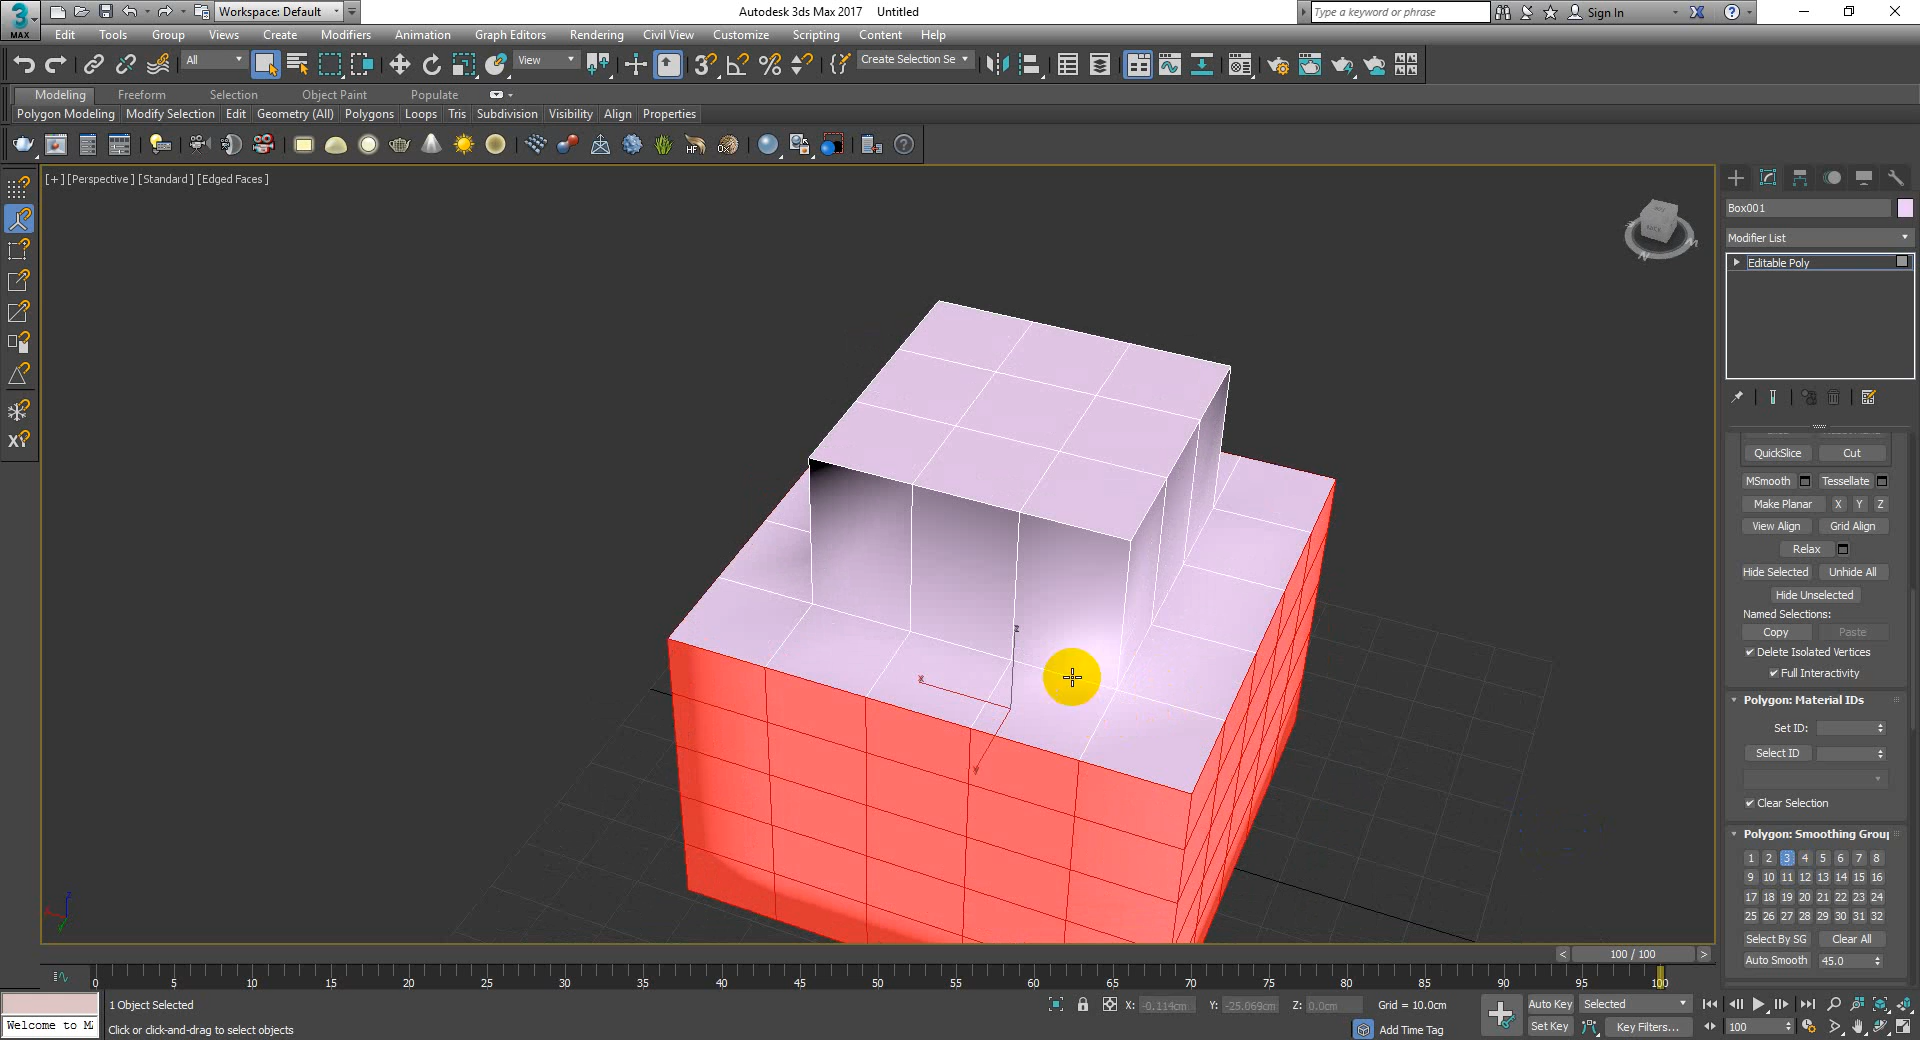 Workspace: Default
Autodesk 3ds Max 2017 Untitled
Type a keyword or phrase
Sign In
MAX
Edit Tools Group Views Create Modifiers Animation Graph Editors Rendering Civil View Customize Scripting Content Help
All
View
Create Selection Se
Modeling Freeform Selection Object Paint Populate
Polygon Modeling Modify Selection Edit Geometry (All) Polygons Loops Tris Subdivision Visibility Align Properties
[+] [Perspective] [Standard] [Edged Faces]
Box001
Modifier List
Editable Poly
QuickSlice Cut
MSmooth Tessellate
Make Planar X Y Z
View Align Grid Align
Relax
Hide Selected Unhide All
Hide Unselected
Named Selections:
Copy Paste
Delete Isolated Vertices
Full Interactivity
Polygon: Material IDs
Set ID:
Select ID
Clear Selection
Polygon: Smoothing Group
1 2 3 4 5 6 7 8
9 10 11 12 13 14 15 16
17 18 19 20 21 22 23 24
25 26 27 28 29 30 31 32
Select By SG Clear All
Auto Smooth 45.0
XY
x
y
z
< 100 / 100 >
0 5 10 15 20 25 30 35 40 45 50 55 60 65 70 75 80 85 90 95 100
1 Object Selected
X: -0.114cm Y: -25.069cm Z: 0.0cm Grid = 10.0cm
Auto Key Selected
Welcome to M
Click or click-and-drag to select objects
Add Time Tag
Set Key Key Filters...
100